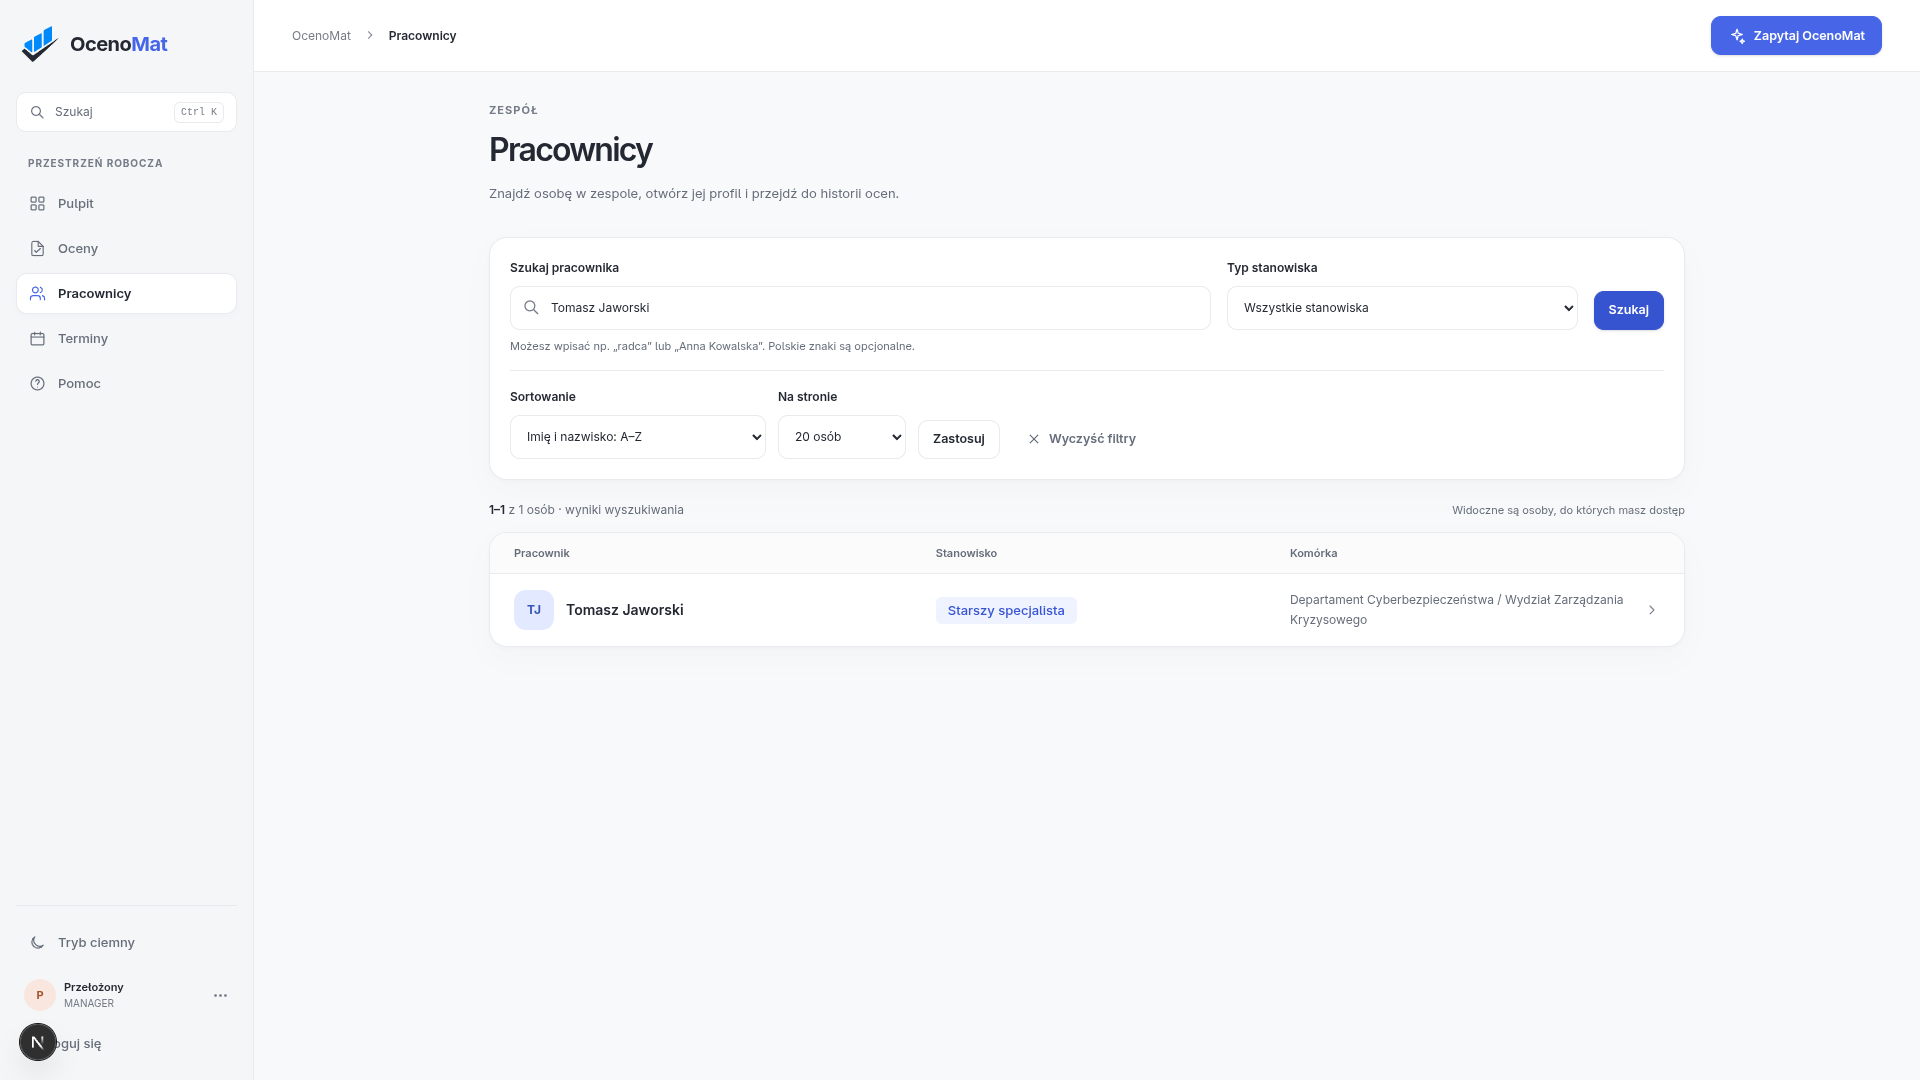 OcenoMat
Szukaj
Ctrl K
PRZESTRZEŃ ROBOCZA
Pulpit
Oceny
Pracownicy
Terminy
Pomoc
Tryb ciemny
P
Przełożony
MANAGER
N
oguj się
OcenoMat
Pracownicy
Zapytaj OcenoMat
ZESPÓŁ
Pracownicy
Znajdź osobę w zespole, otwórz jej profil i przejdź do historii ocen.
Szukaj pracownika
Typ stanowiska
Tomasz Jaworski
Wszystkie stanowiska
Szukaj
Możesz wpisać np. „radca” lub „Anna Kowalska”. Polskie znaki są opcjonalne.
Sortowanie
Na stronie
Imię i nazwisko: A–Z
20 osób
Zastosuj
Wyczyść filtry
1–1 z 1 osób · wyniki wyszukiwania
Widoczne są osoby, do których masz dostęp
Pracownik
Stanowisko
Komórka
TJ
Tomasz Jaworski
Starszy specjalista
Departament Cyberbezpieczeństwa / Wydział Zarządzania
Kryzysowego